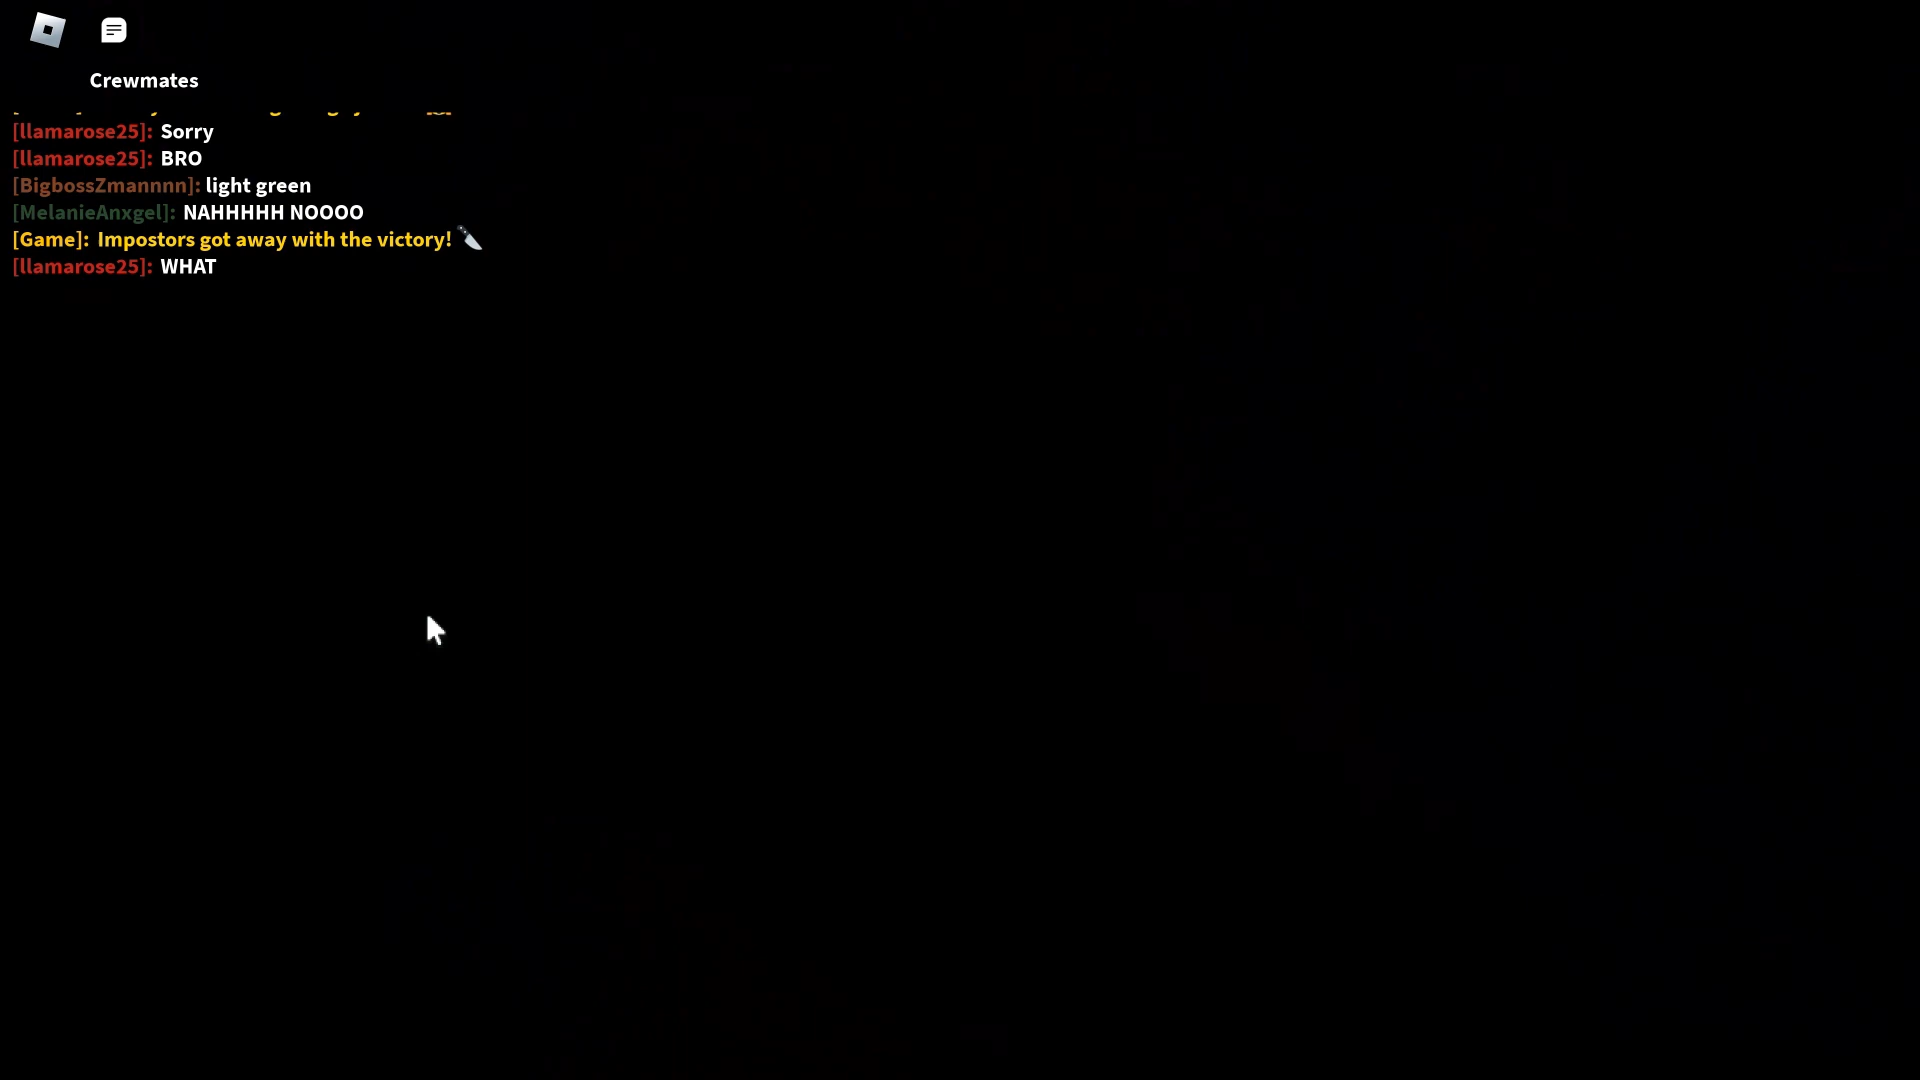 Crewmates
[llamarose25]: Sorry
[llamarose25]: BRO
[BigbossZmannnn]: light green
[MelanieAnxgel]: NAHHHHH NOOOO
[Game]: Impostors got away with the victory! 🔪
[llamarose25]: WHAT